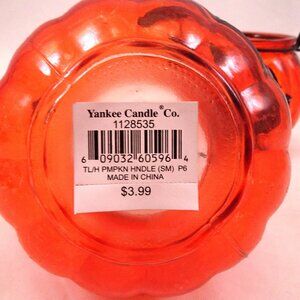 Yankee Candle® Co.
1128535
6 09032 60596 4
TL/H PMPKN HNDLE (SM) P6
MADE IN CHINA
$3.99